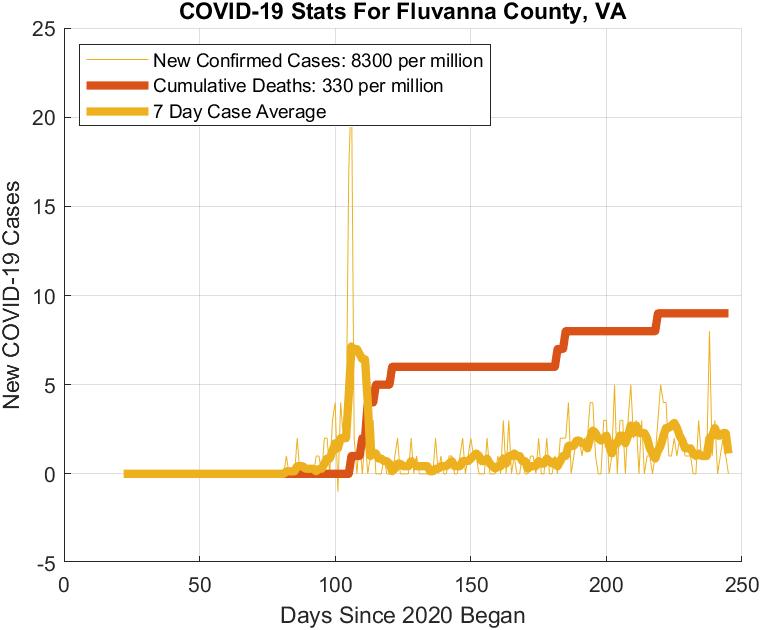 COVID-19 Stats For Fluvanna County, VA
25
20
15
10
5
0
-5
New Confirmed Cases: 8300 per million
Cumulative Deaths: 330 per million
7 Day Case Average
New COVID-19 Cases
0 50 100 150 200 250
Days Since 2020 Began